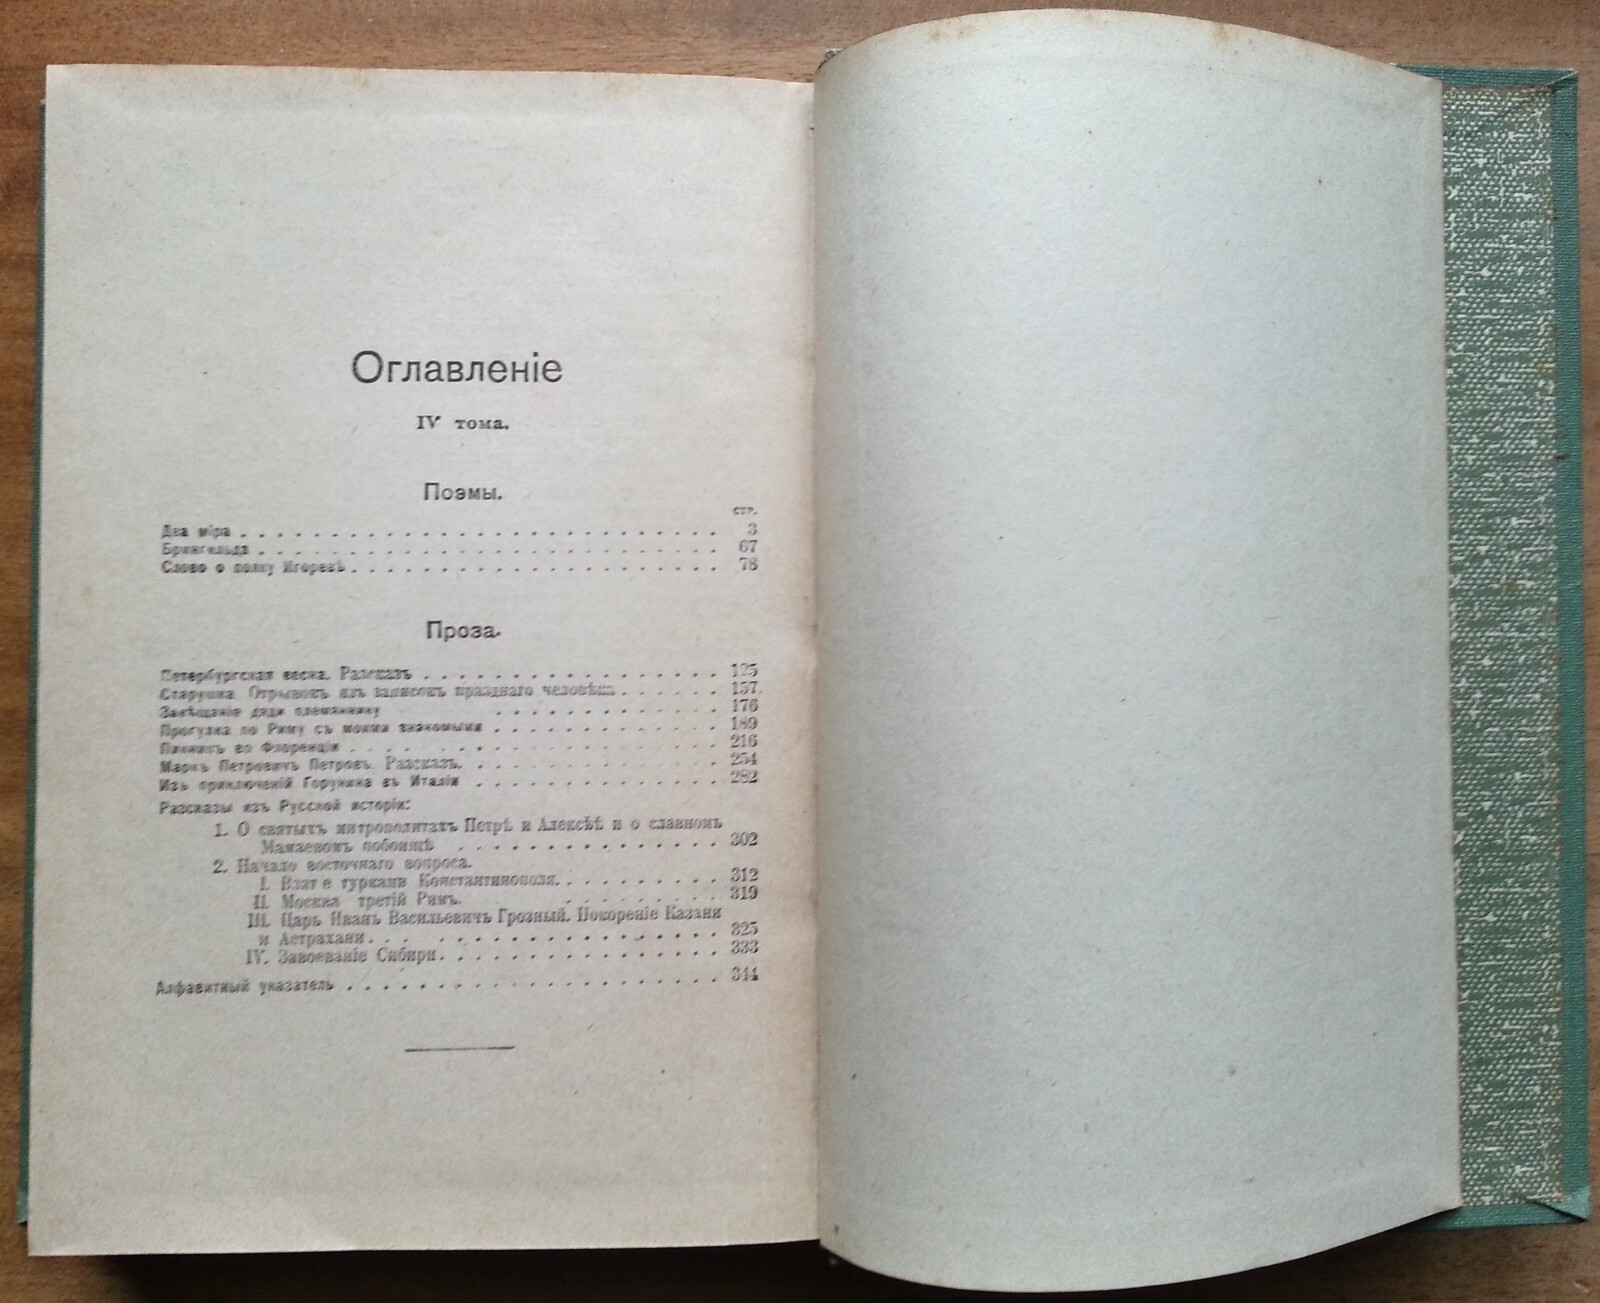 Оглавленіе
IV тома.
Поэмы.
стр.
Два міра . . . . . . . . . . . . . . . . . . . . . . . . . . . 3
Брингильда . . . . . . . . . . . . . . . . . . . . . . . . . . 67
Слово о полку Игоревѣ . . . . . . . . . . . . . . . . . . . . . 78
Проза.
Петербургская весна. Разсказъ . . . . . . . . . . . . . . . . . 125
Старушка. Отрывокъ изъ записокъ празднаго человѣка . . . . . . 157
Завѣщаніе дяди племяннику . . . . . . . . . . . . . 176
Прогулка по Риму съ моими знакомыми . . . . . . . . . . . . . 189
Пикникъ во Флоренціи . . . . . . . . . . . . . . . . . . . . 216
Маркъ Петровичъ Петровъ. Разсказъ. . . . . . . . . . . . . . . 254
Изъ приключеній Горунина въ Италіи . . . . . . . . . . . . . . 282
Разсказы изъ Русской исторіи:
1. О святыхъ митрополитахъ Петрѣ и Алексѣѣ и о славномъ
Мамаевомъ побоищѣ . . . . . . . . . . . . . . . 302
2. Начало восточнаго вопроса.
I. Взятіе турками Константинополя. . . . . . . . . . 312
II. Москва третій Римъ. . . . . . . . . . . . . . . 319
III. Царь Иванъ Васильевичъ Грозный. Покореніе Казани
и Астрахани . . . . . . . . . . . . . . . . . . . 325
IV. Завоеваніе Сибири . . . . . . . . . . . . . . . . 333
Алфавитный указатель . . . . . . . . . . . . . . . . . . . . . 344